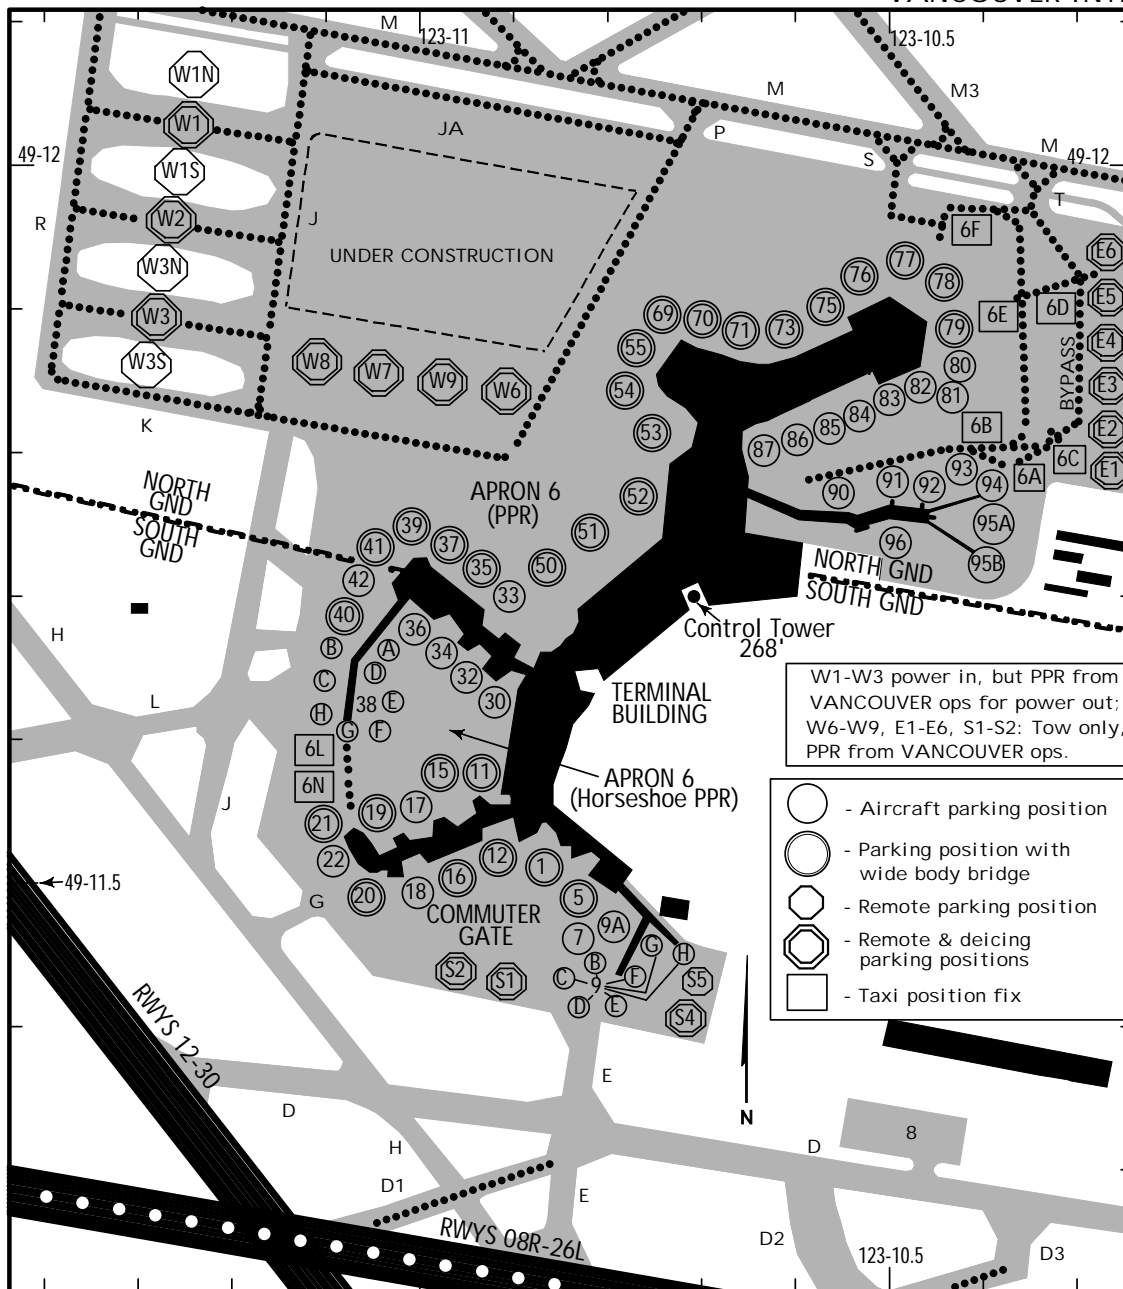 M
123-11
123-10.5
W1N
M
M3
W1
JA
P
S
M
49-12
49-12
W1S
T
R
W2
J
6F
E6
UNDER CONSTRUCTION
77
W3N
76
78
E5
6E
6D
75
W3
69
70
71
73
79
E4
55
BYPASS
W3S
W8
W7
W9
W6
80
54
82
81
E3
83
84
K
53
85
6B
E2
86
87
6C
NORTH
GND
SOUTH
GND
APRON 6
(PPR)
52
90
91
92
93
94
6A
E1
39
51
95A
41
37
96
42
35
50
NORTH GND
95B
33
SOUTH GND
40
Control Tower
268'
36
H
B
A
34
C
D
32
TERMINAL
BUILDING
W1-W3 power in, but PPR from
VANCOUVER ops for power out;
W6-W9, E1-E6, S1-S2: Tow only,
PPR from VANCOUVER ops.
L
38
E
30
H
G
F
6L
6N
15
11
APRON 6
(Horseshoe PPR)
J
19
17
21
- Aircraft parking position
22
12
1
- Parking position with
wide body bridge
49-11.5
20
18
16
5
G
COMMUTER
GATE
9A
- Remote parking position
7
G
H
- Remote & deicing
parking positions
S2
S1
C
B
9
F
S5
- Taxi position fix
D
E
S4
RWYS 12-30
N
E
D
8
H
D
D1
E
RWYS 08R-26L
D2
123-10.5
D3